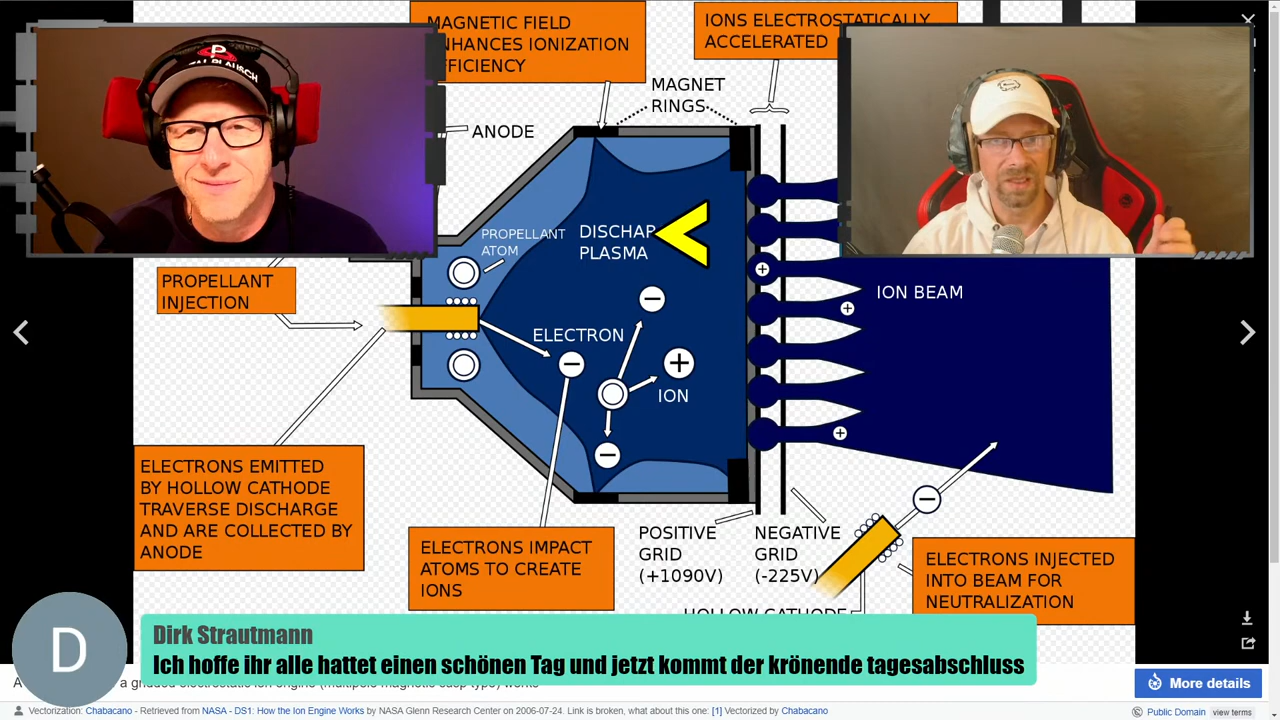 MAGNETIC FIELD
ENHANCES IONIZATION
EFFICIENCY
IONS ELECTROSTATICALLY
ACCELERATED
MAGNET
RINGS
ANODE
PROPELLANT
ATOM
DISCHAR
PLASMA
PROPELLANT
INJECTION
ION BEAM
ELECTRON
ION
ELECTRONS EMITTED
BY HOLLOW CATHODE
TRAVERSE DISCHARGE
AND ARE COLLECTED BY
ANODE
ELECTRONS IMPACT
ATOMS TO CREATE
IONS
POSITIVE
GRID
(+1090V)
NEGATIVE
GRID
(-225V)
HOLLOW CATHODE
ELECTRONS INJECTED
INTO BEAM FOR
NEUTRALIZATION
D
Dirk Strautmann
Ich hoffe ihr alle hattet einen schönen Tag und jetzt kommt der krönende tagesabschluss
More details
Vectorization: Chabacano - Retrieved from NASA - DS1: How the Ion Engine Works by NASA Glenn Research Center on 2006-07-24. Link is broken, what about this one: [1] Vectorized by Chabacano
Public Domain view terms